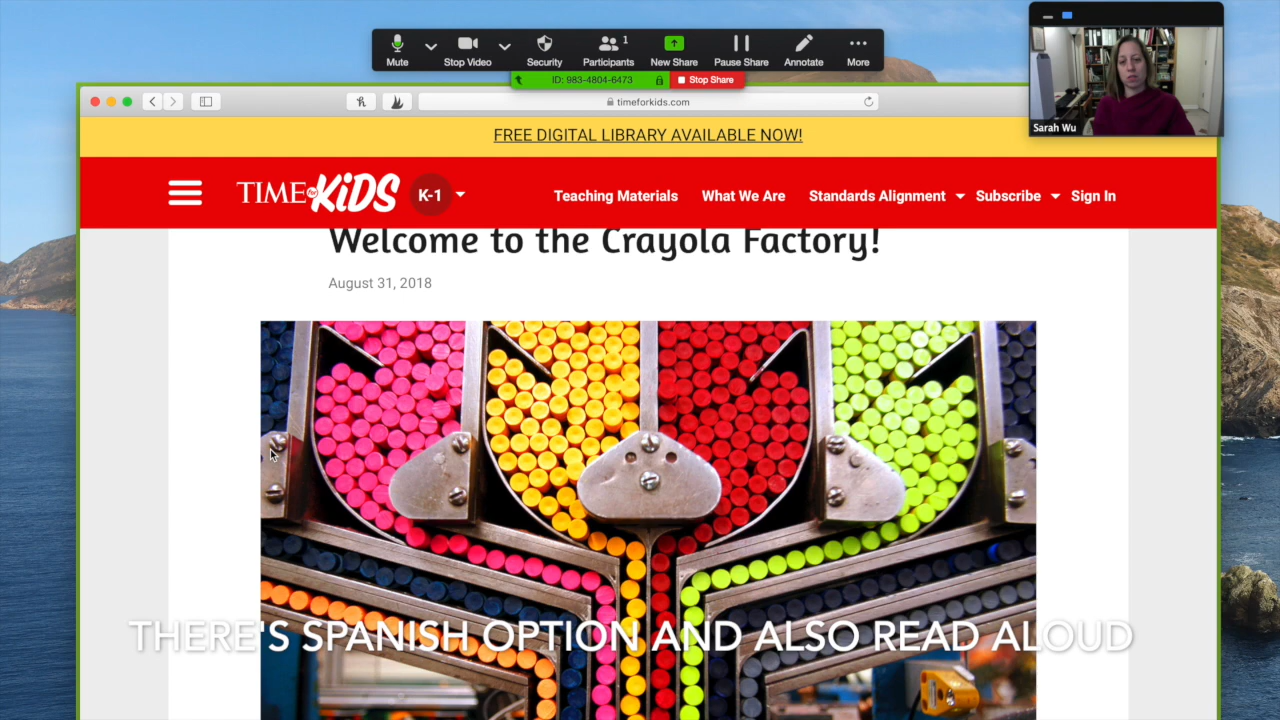 Mute
Stop Video
Security
Participants
1
New Share
Pause Share
Annotate
More
ID: 983-4804-6473
Stop Share
Sarah Wu
timeforkids.com
FREE DIGITAL LIBRARY AVAILABLE NOW!
TIME for KiDS
K-1
Teaching Materials
What We Are
Standards Alignment
Subscribe
Sign In
Welcome to the Crayola Factory!
August 31, 2018
THERE'S SPANISH OPTION AND ALSO READ ALOUD